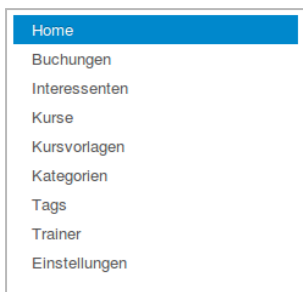 Home
Buchungen
Interessenten
Kurse
Kursvorlagen
Kategorien
Tags
Trainer
Einstellungen